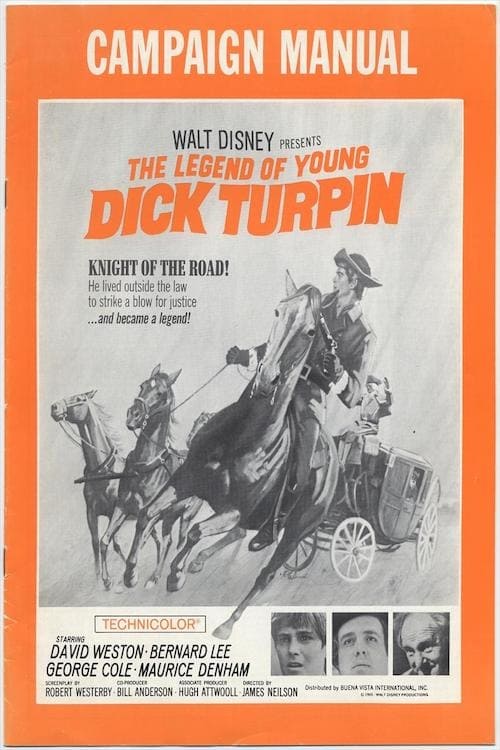 CAMPAIGN MANUAL
WALT DISNEY PRESENTS
THE LEGEND OF YOUNG
DICK TURPIN
KNIGHT OF THE ROAD!
He lived outside the law
to strike a blow for justice
...and became a legend!
TECHNICOLOR®
STARRING
DAVID WESTON · BERNARD LEE
GEORGE COLE · MAURICE DENHAM
SCREENPLAY BY CO-PRODUCER ASSOCIATE PRODUCER DIRECTED BY
ROBERT WESTERBY · BILL ANDERSON · HUGH ATTWOOLL · JAMES NEILSON
Distributed by BUENA VISTA INTERNATIONAL, INC.
WALT DISNEY PRODUCTIONS